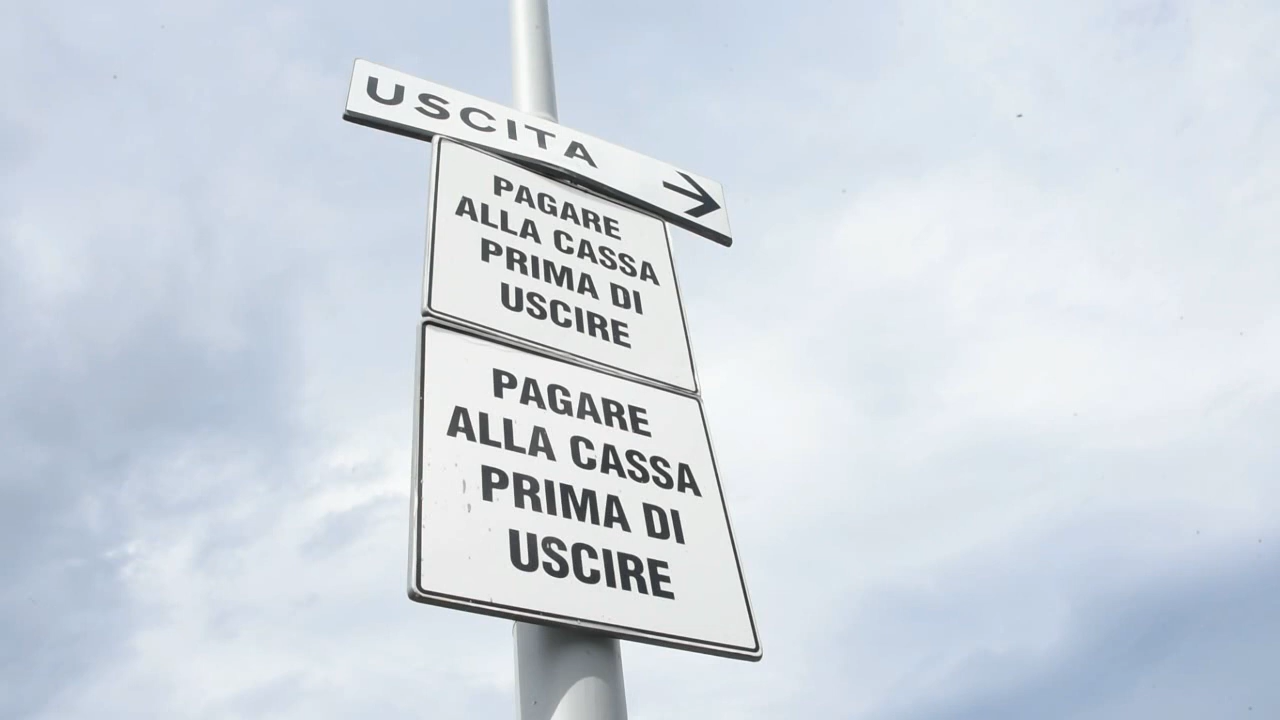 USCITA →
PAGARE
ALLA CASSA
PRIMA DI
USCIRE
PAGARE
ALLA CASSA
PRIMA DI
USCIRE